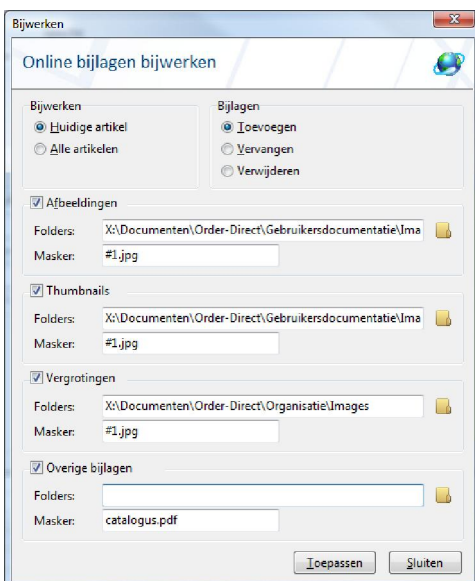 Bijwerken
Online bijlagen bijwerken
Bijwerken
Huidige artikel
Alle artikelen
Bijlagen
Toevoegen
Vervangen
Verwijderen
Afbeeldingen
Folders: X:\Documenten\Order-Direct\Gebruikersdocumentatie\Ima
Masker: #1.jpg
Thumbnails
Folders: X:\Documenten\Order-Direct\Gebruikersdocumentatie\Ima
Masker: #1.jpg
Vergrotingen
Folders: X:\Documenten\Order-Direct\Organisatie\Images
Masker: #1.jpg
Overige bijlagen
Folders:
Masker: catalogus.pdf
Toepassen Sluiten